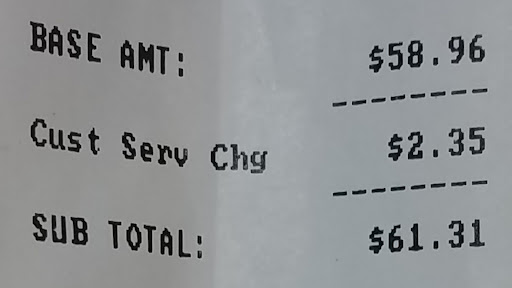 BASE AMT: $58.96
--------
Cust Serv Chg $2.35
--------
SUB TOTAL: $61.31